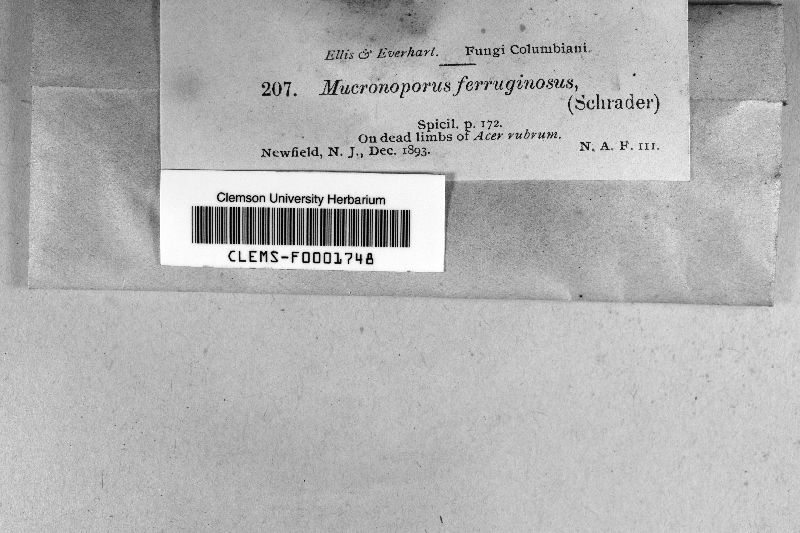 Ellis & Everhart. Fungi Columbiani.
207. Mucronoporus ferruginosus,
(Schrader)
Spicil. p. 172.
On dead limbs of Acer rubrum.
Newfield, N. J., Dec. 1893. N. A. F. III.
Clemson University Herbarium
CLEMS-F0001748